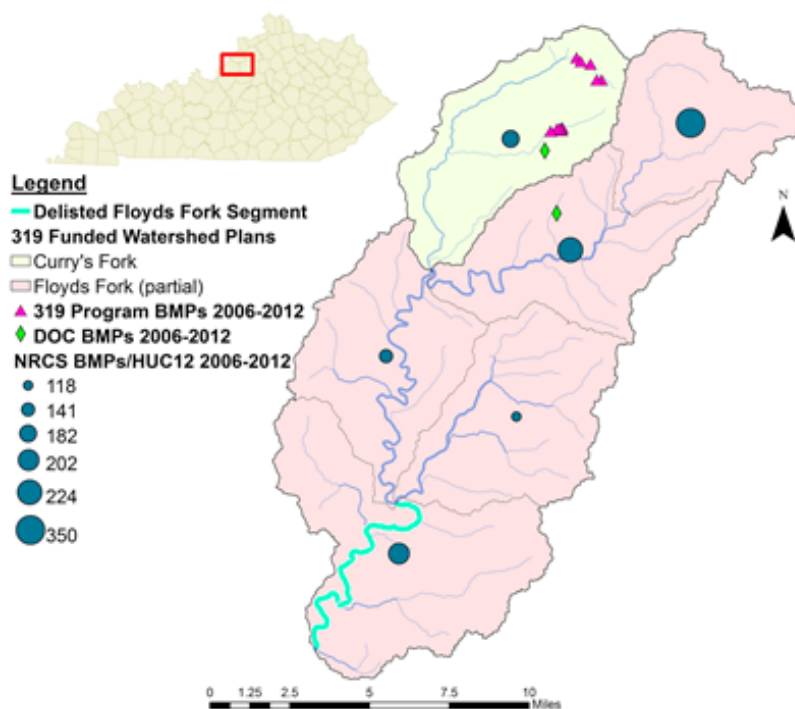 Legend
Delisted Floyds Fork Segment
319 Funded Watershed Plans
Curry's Fork
Floyds Fork (partial)
319 Program BMPs 2006-2012
DOC BMPs 2006-2012
NRCS BMPs/HUC12 2006-2012
118
141
182
202
224
350
N
0 1.25 2.5 5 7.5 10
Miles